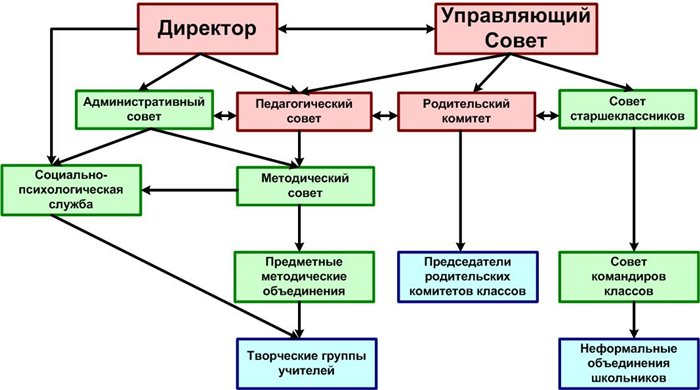 Директор
Управляющий
Совет
Административный
совет
Педагогический
совет
Родительский
комитет
Совет
старшеклассников
Социально-
психологическая
служба
Методический
совет
Предметные
методические
объединения
Председатели
родительских
комитетов классов
Совет
командиров
классов
Творческие группы
учителей
Неформальные
объединения
школьников